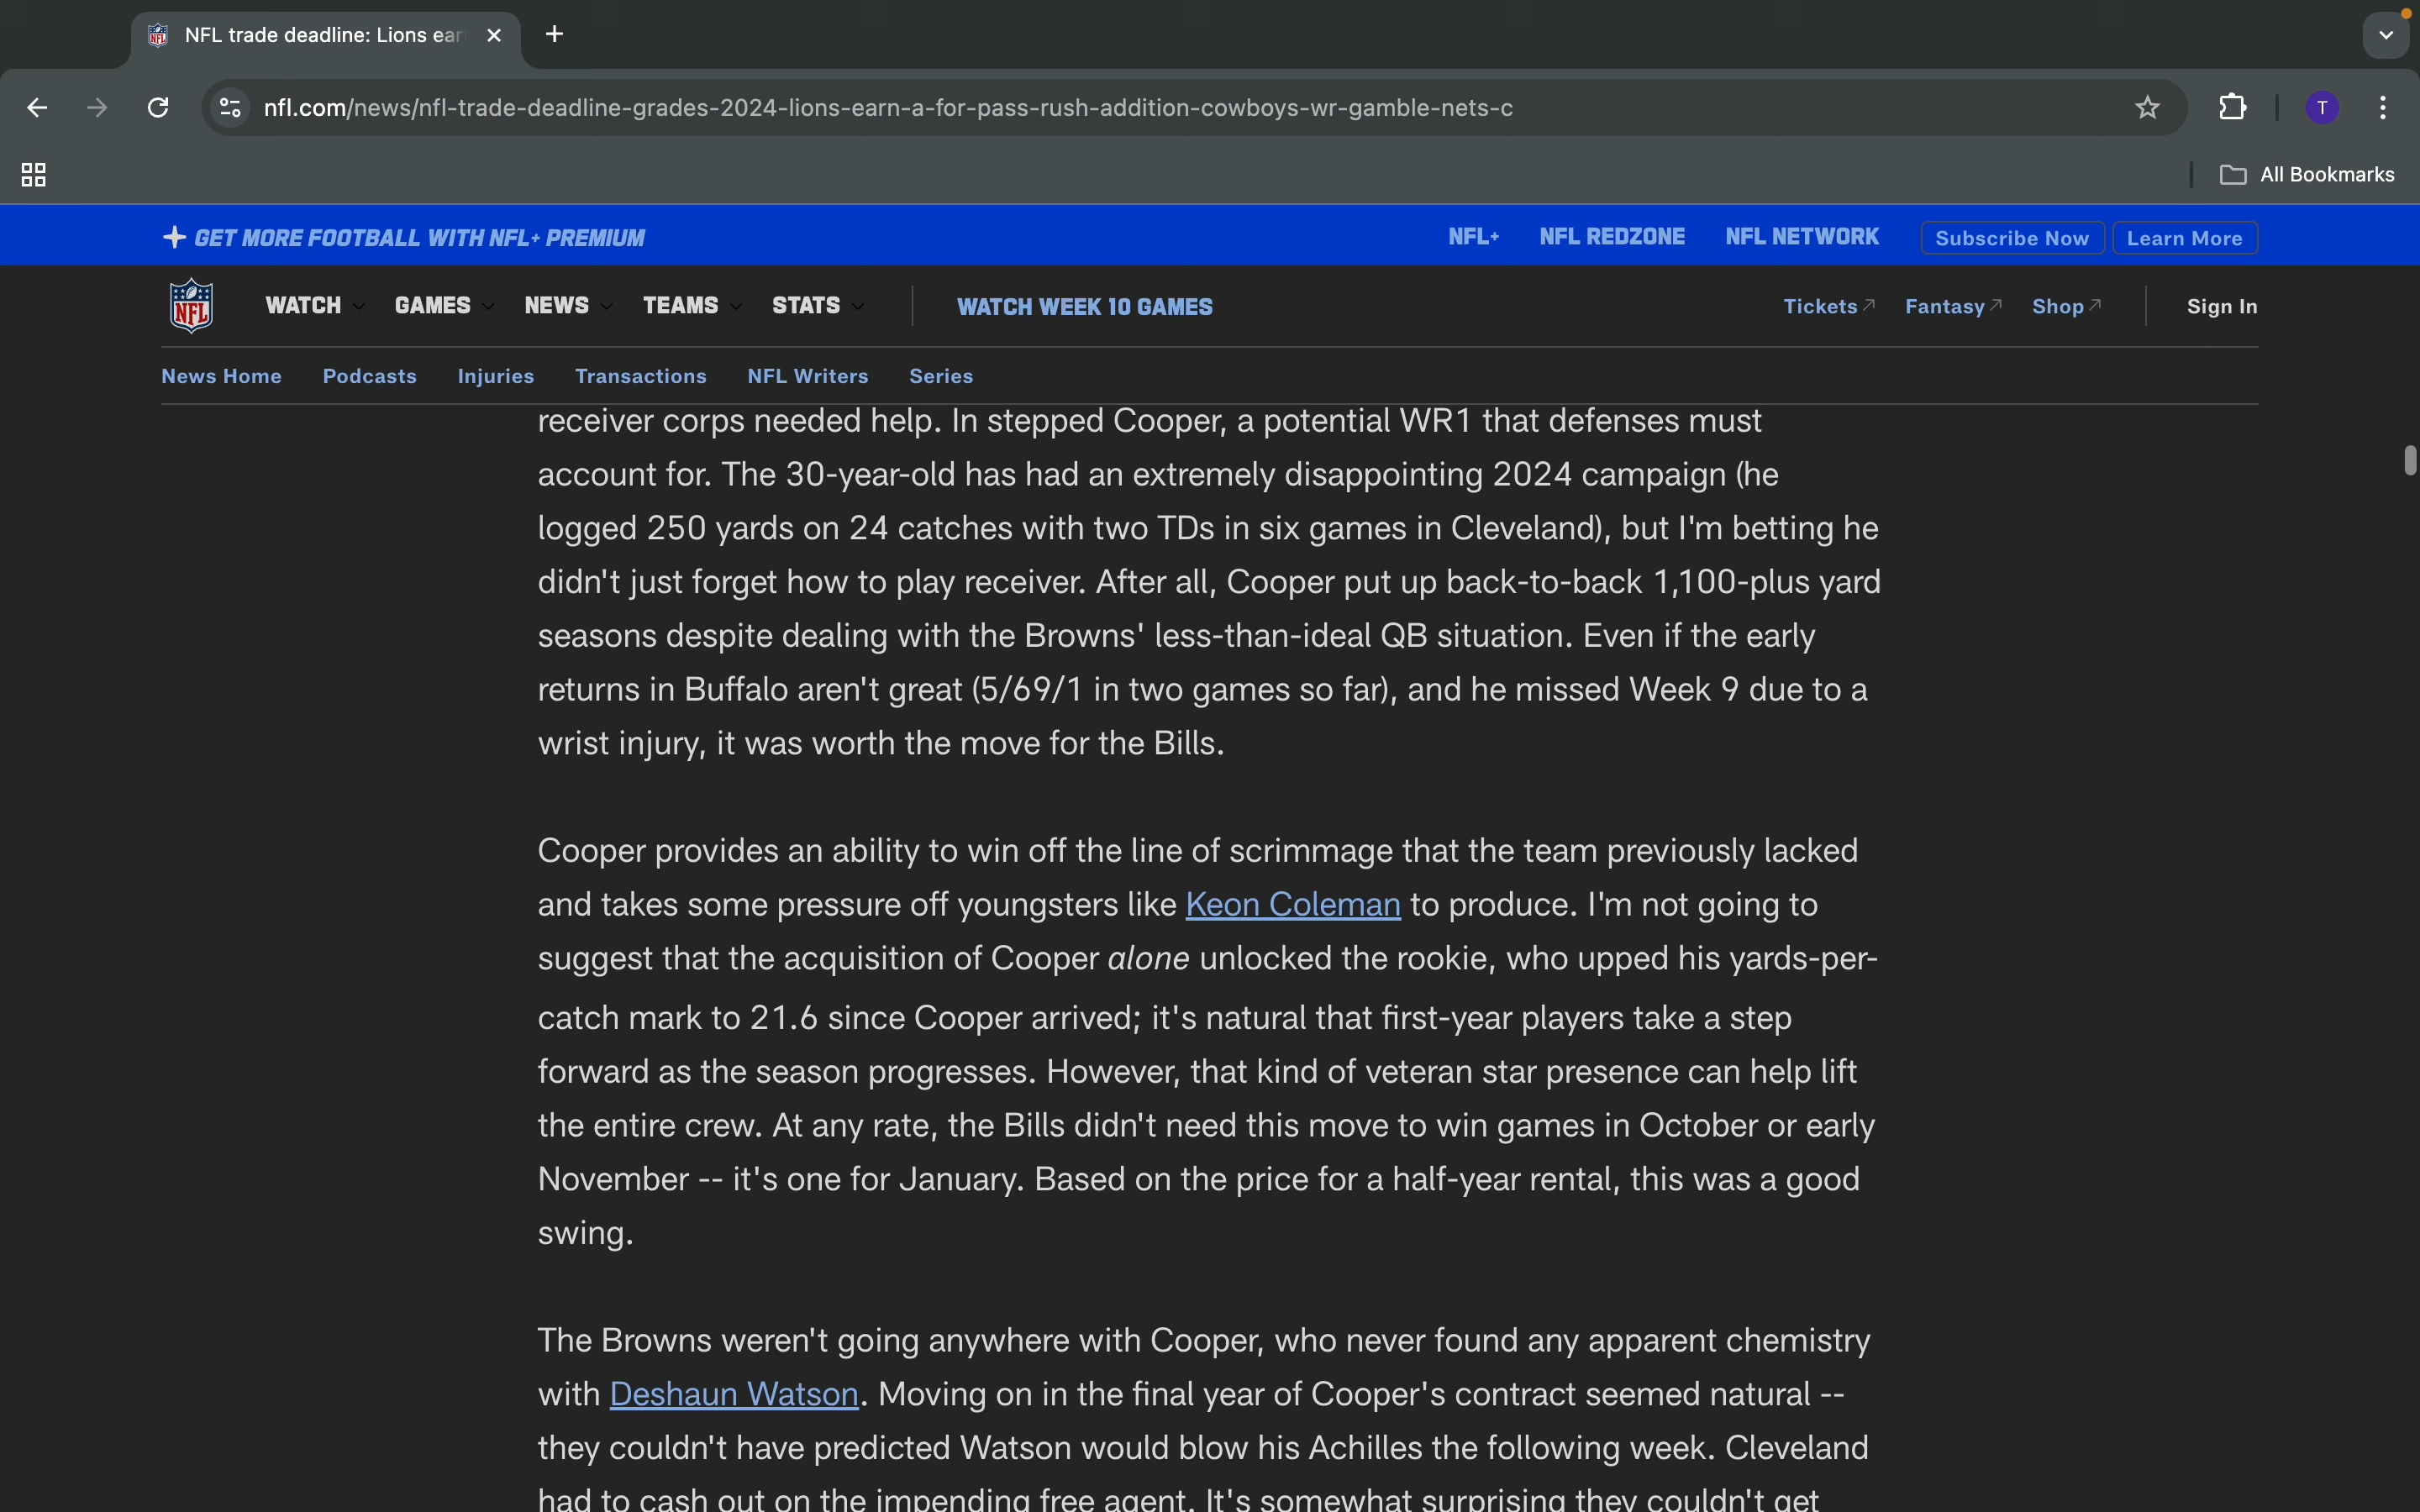 NFL trade deadline: Lions ear
nfl.com/news/nfl-trade-deadline-grades-2024-lions-earn-a-for-pass-rush-addition-cowboys-wr-gamble-nets-c
T
All Bookmarks
GET MORE FOOTBALL WITH NFL+ PREMIUM
NFL+ NFL REDZONE NFL NETWORK Subscribe Now Learn More
NFL WATCH GAMES NEWS TEAMS STATS WATCH WEEK 10 GAMES Tickets Fantasy Shop Sign In
News Home Podcasts Injuries Transactions NFL Writers Series
receiver corps needed help. In stepped Cooper, a potential WR1 that defenses must
account for. The 30-year-old has had an extremely disappointing 2024 campaign (he
logged 250 yards on 24 catches with two TDs in six games in Cleveland), but I'm betting he
didn't just forget how to play receiver. After all, Cooper put up back-to-back 1,100-plus yard
seasons despite dealing with the Browns' less-than-ideal QB situation. Even if the early
returns in Buffalo aren't great (5/69/1 in two games so far), and he missed Week 9 due to a
wrist injury, it was worth the move for the Bills.
Cooper provides an ability to win off the line of scrimmage that the team previously lacked
and takes some pressure off youngsters like Keon Coleman to produce. I'm not going to
suggest that the acquisition of Cooper alone unlocked the rookie, who upped his yards-per-
catch mark to 21.6 since Cooper arrived; it's natural that first-year players take a step
forward as the season progresses. However, that kind of veteran star presence can help lift
the entire crew. At any rate, the Bills didn't need this move to win games in October or early
November -- it's one for January. Based on the price for a half-year rental, this was a good
swing.
The Browns weren't going anywhere with Cooper, who never found any apparent chemistry
with Deshaun Watson. Moving on in the final year of Cooper's contract seemed natural --
they couldn't have predicted Watson would blow his Achilles the following week. Cleveland
had to cash out on the impending free agent. It's somewhat surprising they couldn't get